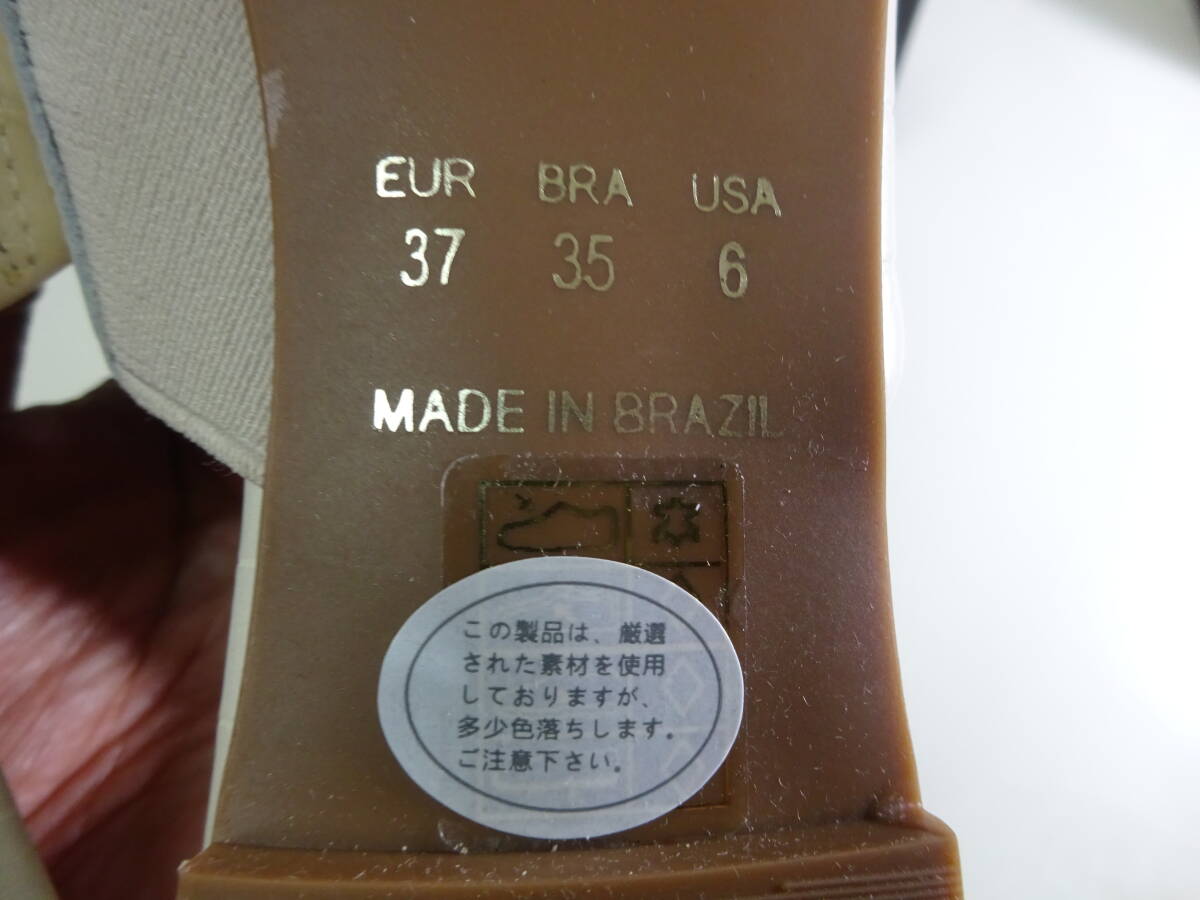 EUR BRA USA
37 35 6
MADE IN BRAZIL
この製品は、厳選
された素材を使用
しておりますが、
多少色落ちします。
ご注意下さい。